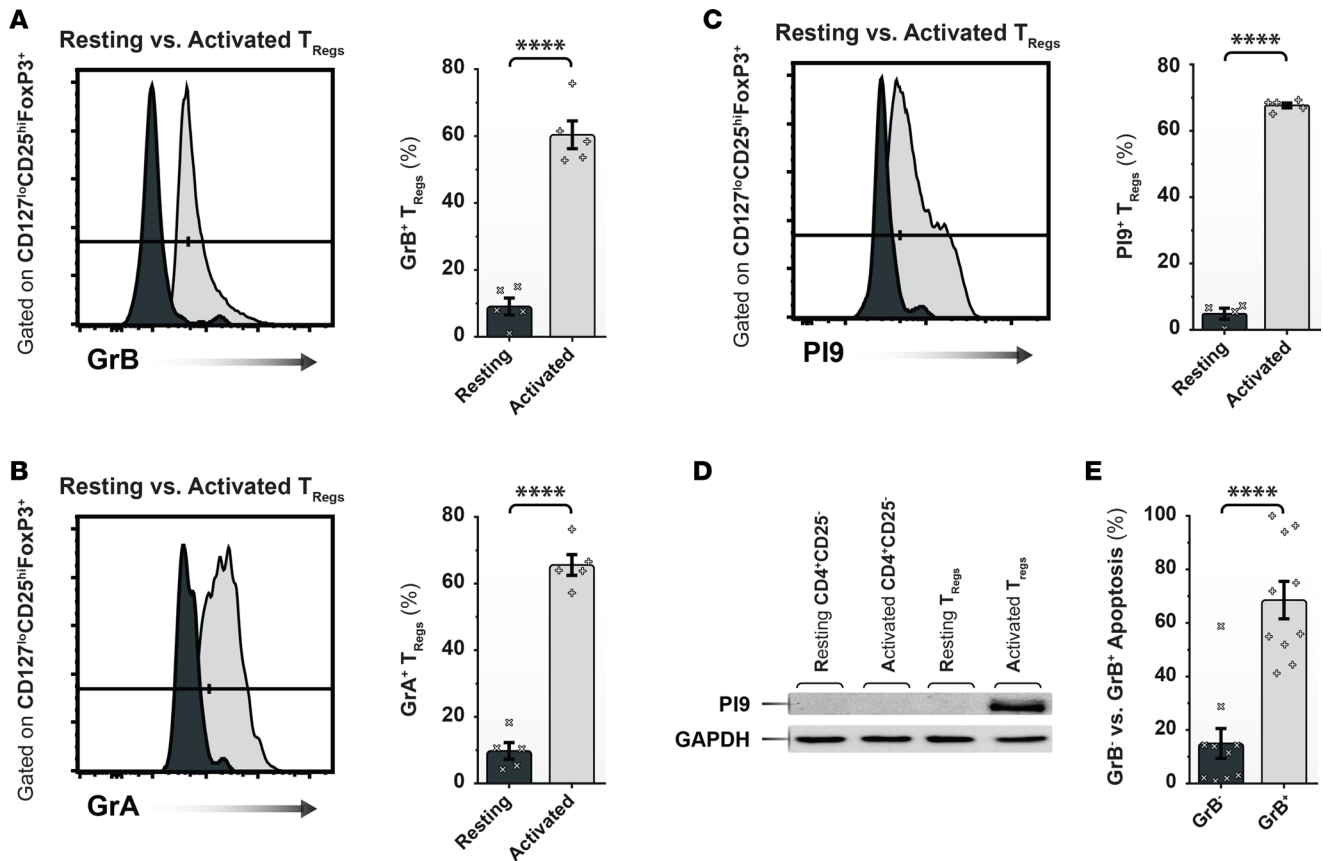 A
Resting vs. Activated TRegs
Gated on CD127loCD25hiFoxP3+
GrB
****
GrB+ TRegs (%)
80
60
40
20
0
Resting
Activated
C
Resting vs. Activated TRegs
Gated on CD127loCD25hiFoxP3+
PI9
****
PI9+ TRegs (%)
80
60
40
20
0
Resting
Activated
B
Resting vs. Activated TRegs
Gated on CD127loCD25hiFoxP3+
GrA
****
GrA+ TRegs (%)
80
60
40
20
0
Resting
Activated
D
Resting CD4+CD25-
Activated CD4+CD25-
Resting TRegs
Activated Tregs
PI9
GAPDH
E
****
GrB- vs. GrB+ Apoptosis (%)
100
80
60
40
20
0
GrB-
GrB+